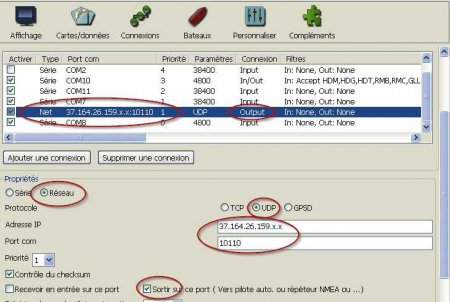 Affichage Cartes/données Connexions Bateaux Personnaliser Compléments
Activer Type Port com Priorité Paramètres Connexion Filtres
Série COM2 4 38400 Input In: None, Out: None
Série COM10 3 4800 In/Out In: Accept HDM,HDG,HDT,RMB,RMC,GLL
Série COM11 2 38400 Input In: None, Out: None
Série COM7 1 38400 Input In: None, Out: None
Net 37.164.26.159.x.x:10110 1 UDP Output In: None, Out: None
Série COM8 0 4800 Input In: None, Out: None
Ajouter une connexion Supprimer une connexion
Propriétés
Série Réseau
Protocole TCP UDP GPSD
Adresse IP 37.164.26.159.x.x
Port com 10110
Priorité 1
Contrôle du checksum
Recevoir en entrée sur ce port Sortir sur ce port ( Vers pilote auto. ou répéteur NMEA ou ...)